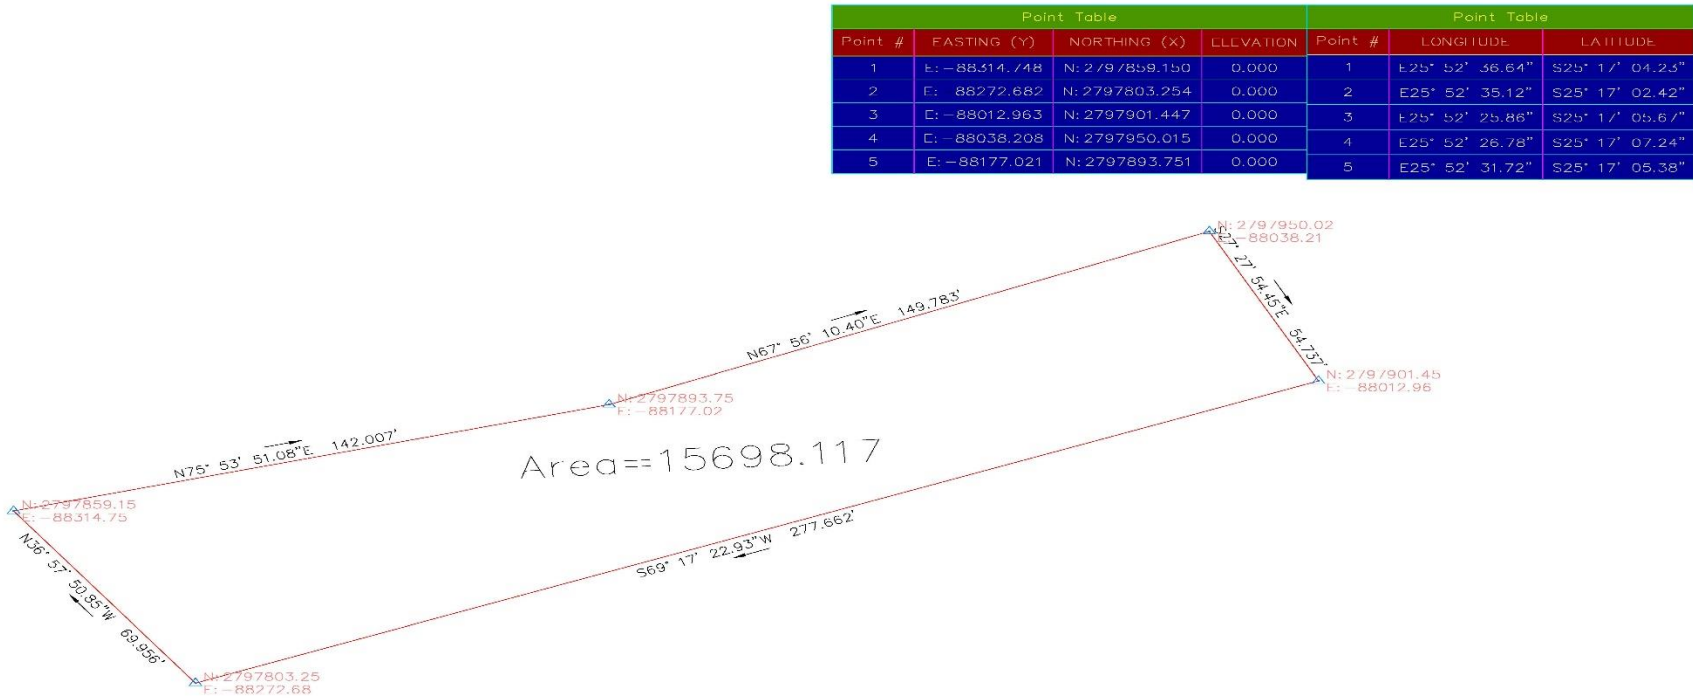 Point Table
Point # EASTING (Y) NORTHING (X) ELEVATION
1 E:-88314.748 N:2797859.150 0.000
2 E: 88272.682 N:2797803.254 0.000
3 E:-88012.963 N:2797901.447 0.000
4 E:-88038.208 N:2797950.015 0.000
5 E:-88177.021 N:2797893.751 0.000
Point Table
Point # LONGITUDE LATITUDE
1 E25° 52' 36.64" S25° 17' 04.23"
2 E25° 52' 35.12" S25° 17' 02.42"
3 E25° 52' 25.86" S25° 17' 05.67"
4 E25° 52' 26.78" S25° 17' 07.24"
5 E25° 52' 31.72" S25° 17' 05.38"
N:2797950.02
E:-88038.21
S27° 27' 54.45"E 54.737'
N67° 56' 10.40"E 149.783'
N:2797901.45
E:-88012.96
N:2797893.75
E:-88177.02
N75° 53' 51.08"E 142.007'
Area==15698.117
N:2797859.15
E:-88314.75
S69° 17' 22.93"W 277.662'
N36° 57' 50.85"W 69.956'
N:2797803.25
E:-88272.68